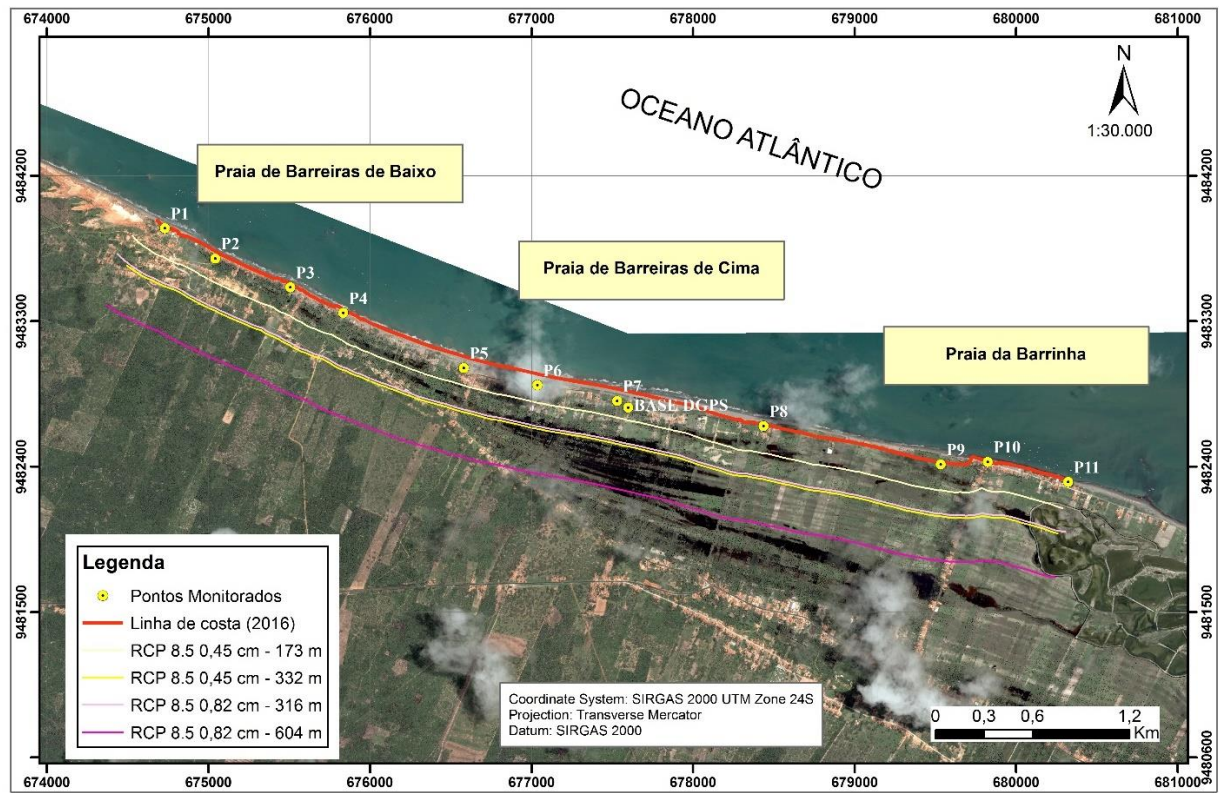 674000 675000 676000 677000 678000 679000 680000 681000
N
1:30.000
OCEANO ATLÂNTICO
9484200 9484200
Praia de Barreiras de Baixo
Praia de Barreiras de Cima
Praia da Barrinha
P1
P2
P3
P4
9483300 9483300
P5
P6
P7
BASE DGPS
P8
P9
P10
P11
9482400 9482400
Legenda
Pontos Monitorados
Linha de costa (2016)
RCP 8.5 0,45 cm - 173 m
RCP 8.5 0,45 cm - 332 m
RCP 8.5 0,82 cm - 316 m
RCP 8.5 0,82 cm - 604 m
9481500 9481500
Coordinate System: SIRGAS 2000 UTM Zone 24S
Projection: Transverse Mercator
Datum: SIRGAS 2000
0 0,3 0,6 1,2
Km
9480600 9480600
674000 675000 676000 677000 678000 679000 680000 681000